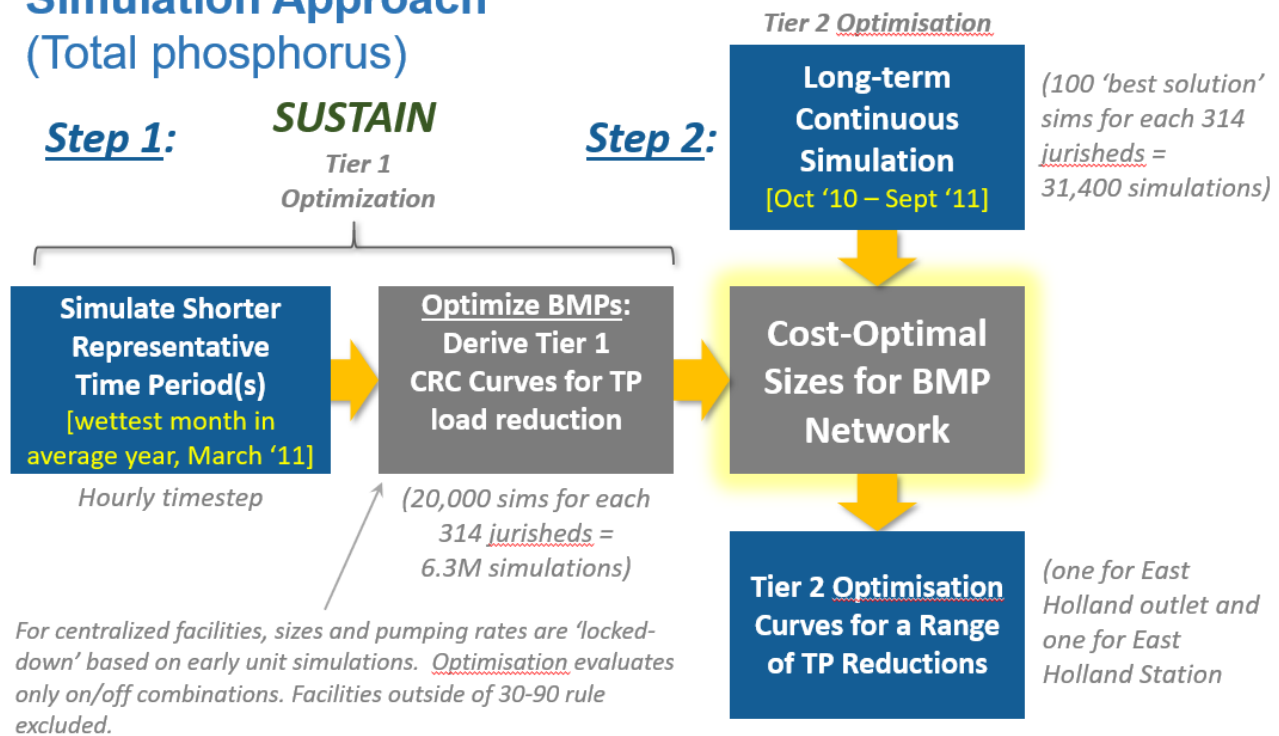 Simulation Approach
(Total phosphorus)
Step 1:
SUSTAIN
Tier 1
Optimization
Simulate Shorter
Representative
Time Period(s)
[wettest month in
average year, March ‘11]
Hourly timestep
Optimize BMPs:
Derive Tier 1
CRC Curves for TP
load reduction
(20,000 sims for each
314 jurisheds =
6.3M simulations)
For centralized facilities, sizes and pumping rates are ‘locked-
down’ based on early unit simulations.  Optimisation evaluates
only on/off combinations. Facilities outside of 30-90 rule
excluded.
Step 2:
Tier 2 Optimisation
Long-term
Continuous
Simulation
[Oct ‘10 – Sept ‘11]
(100 ‘best solution’
sims for each 314
jurisheds =
31,400 simulations)
Cost-Optimal
Sizes for BMP
Network
Tier 2 Optimisation
Curves for a Range
of TP Reductions
(one for East
Holland outlet and
one for East
Holland Station